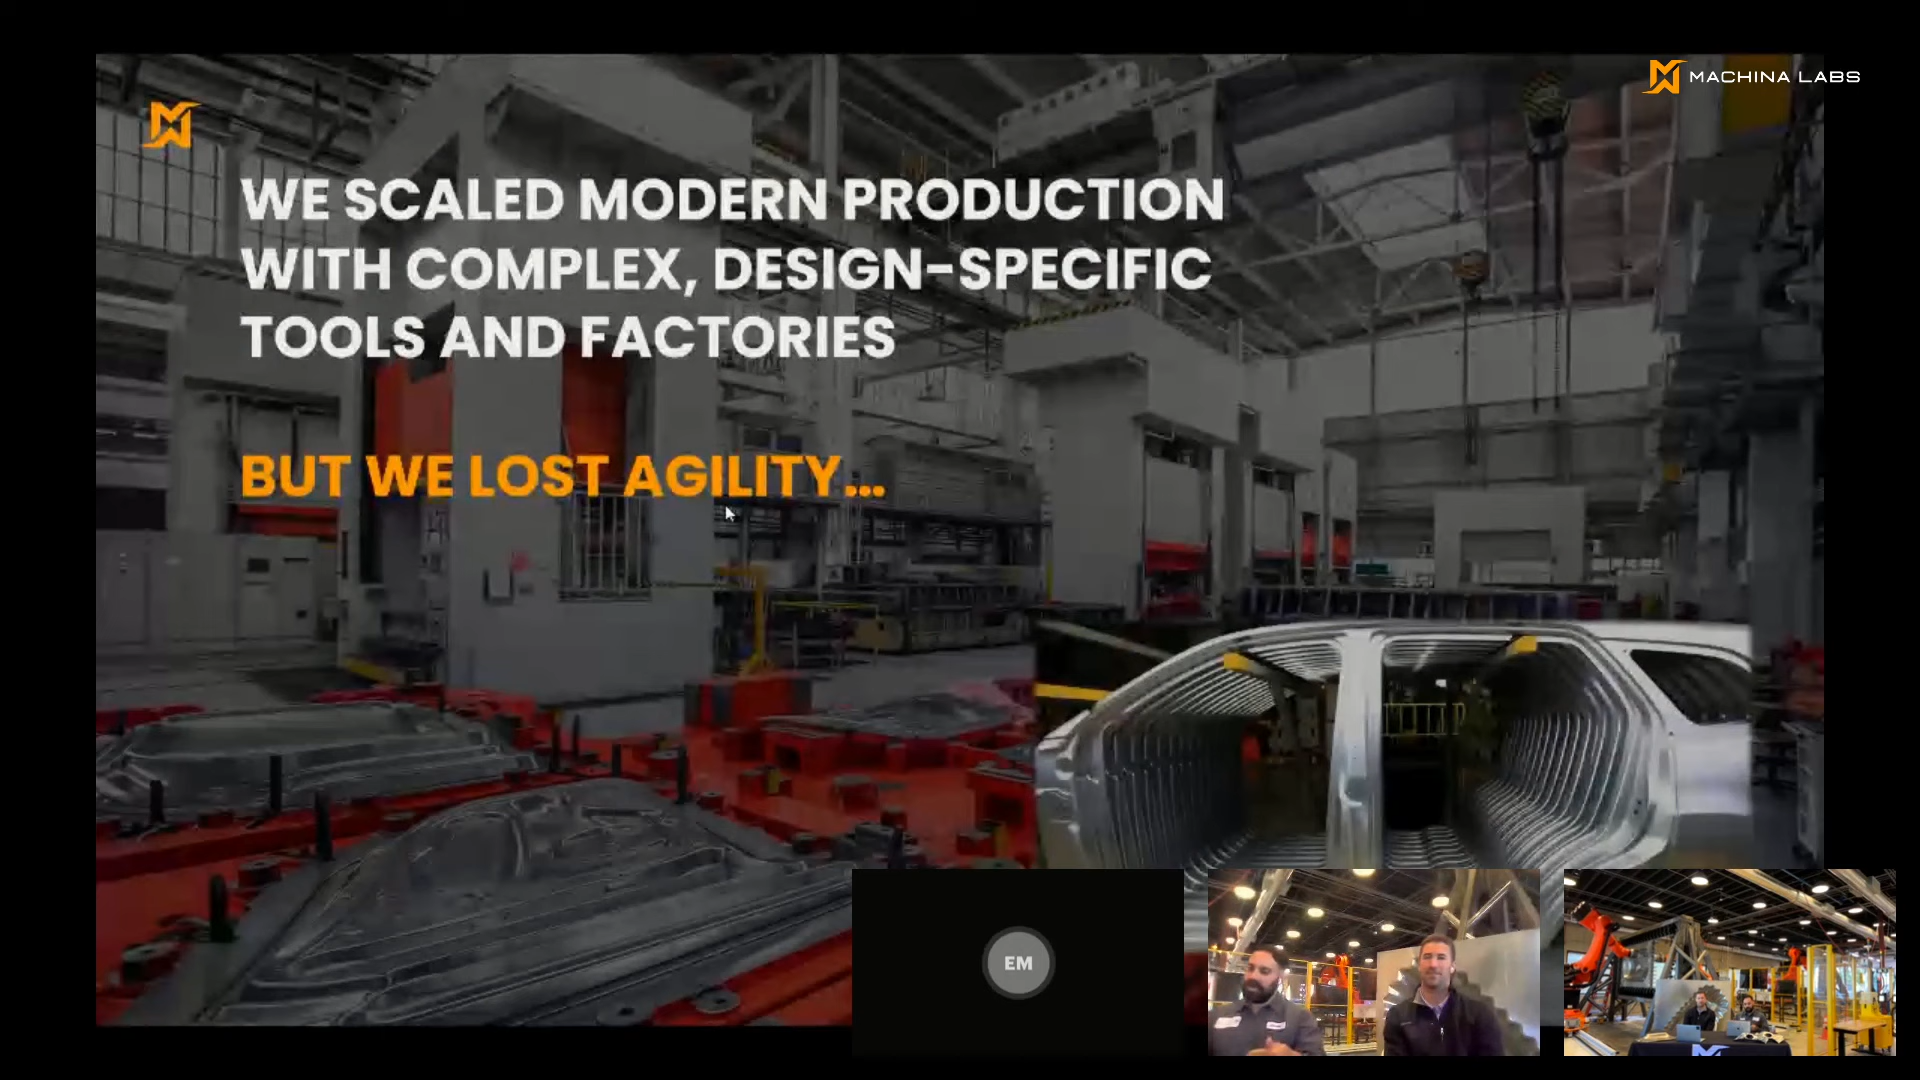 MACHINA LABS
WE SCALED MODERN PRODUCTION
WITH COMPLEX, DESIGN-SPECIFIC
TOOLS AND FACTORIES
BUT WE LOST AGILITY...
EM